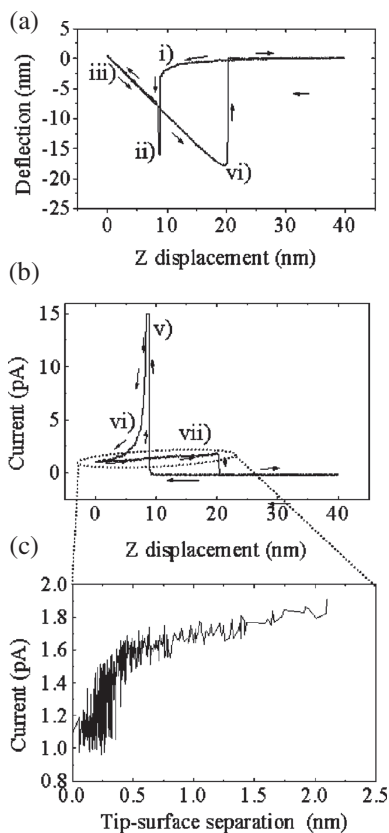 (a)
5
0
-5
-10
-15
-20
-25
Deflection (nm)
i)
iii)
ii)
vi)
0 10 20 30 40
Z displacement (nm)
(b)
15
10
5
0
Current (pA)
v)
vi)
vii)
0 10 20 30 40
Z displacement (nm)
(c)
2.0
1.8
1.6
1.4
1.2
1.0
0.8
Current (pA)
0.0 0.5 1.0 1.5 2.0 2.5
Tip-surface separation (nm)